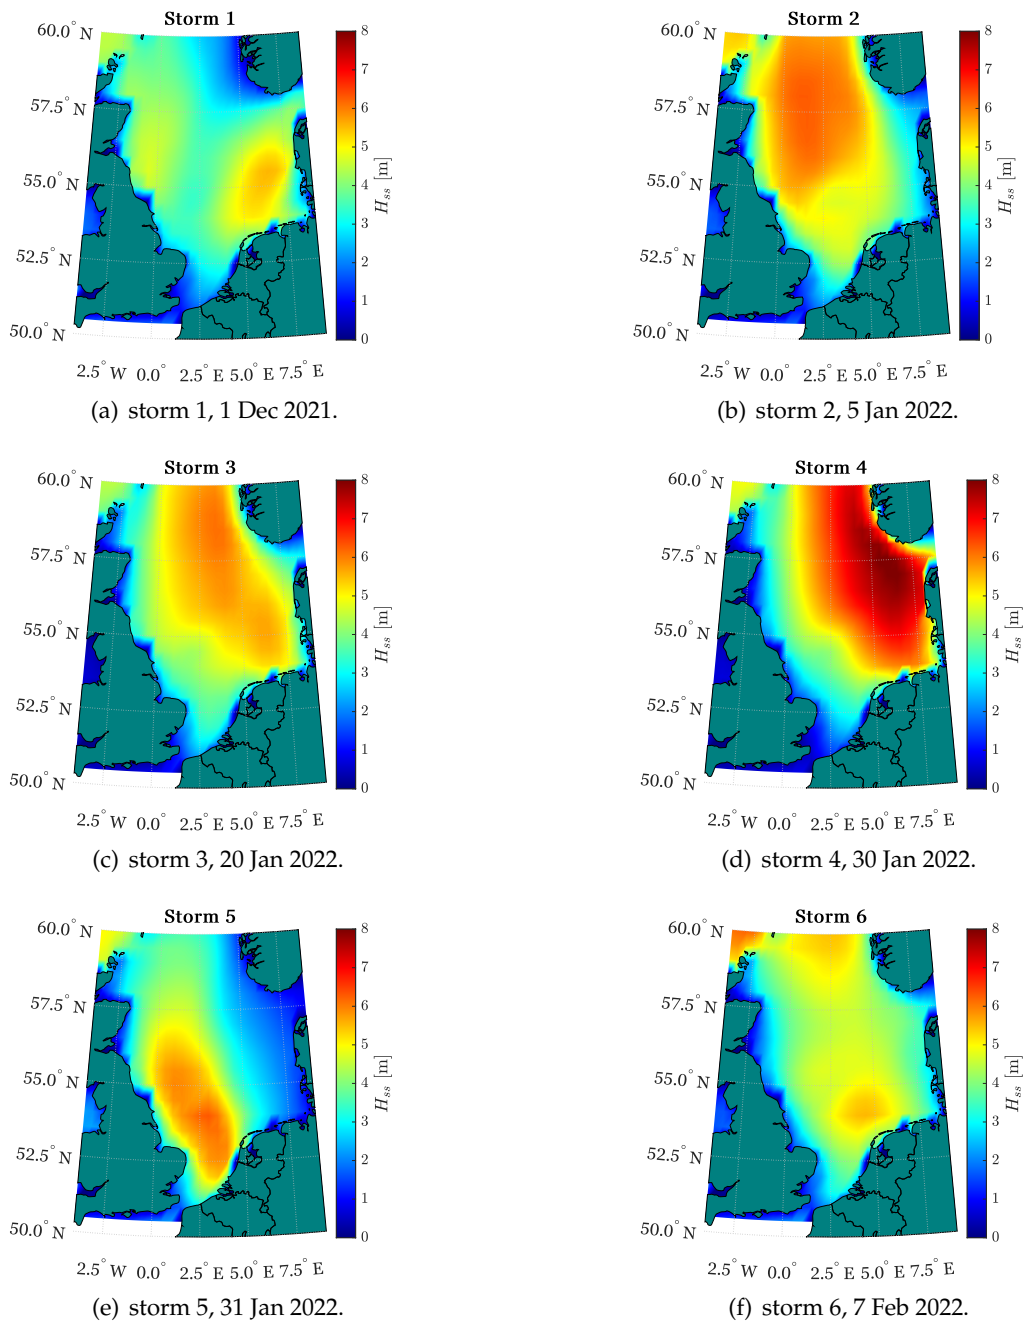 Storm 1
60.0° N
57.5° N
55.0° N
52.5° N
50.0° N
2.5° W 0.0° 2.5° E 5.0° E 7.5° E
8
7
6
5
4
3
2
1
0
H_ss [m]
(a) storm 1, 1 Dec 2021.
Storm 2
60.0° N
57.5° N
55.0° N
52.5° N
50.0° N
2.5° W 0.0° 2.5° E 5.0° E 7.5° E
8
7
6
5
4
3
2
1
0
H_ss [m]
(b) storm 2, 5 Jan 2022.
Storm 3
60.0° N
57.5° N
55.0° N
52.5° N
50.0° N
2.5° W 0.0° 2.5° E 5.0° E 7.5° E
8
7
6
5
4
3
2
1
0
H_ss [m]
(c) storm 3, 20 Jan 2022.
Storm 4
60.0° N
57.5° N
55.0° N
52.5° N
50.0° N
2.5° W 0.0° 2.5° E 5.0° E 7.5° E
8
7
6
5
4
3
2
1
0
H_ss [m]
(d) storm 4, 30 Jan 2022.
Storm 5
60.0° N
57.5° N
55.0° N
52.5° N
50.0° N
2.5° W 0.0° 2.5° E 5.0° E 7.5° E
8
7
6
5
4
3
2
1
0
H_ss [m]
(e) storm 5, 31 Jan 2022.
Storm 6
60.0° N
57.5° N
55.0° N
52.5° N
50.0° N
2.5° W 0.0° 2.5° E 5.0° E 7.5° E
8
7
6
5
4
3
2
1
0
H_ss [m]
(f) storm 6, 7 Feb 2022.